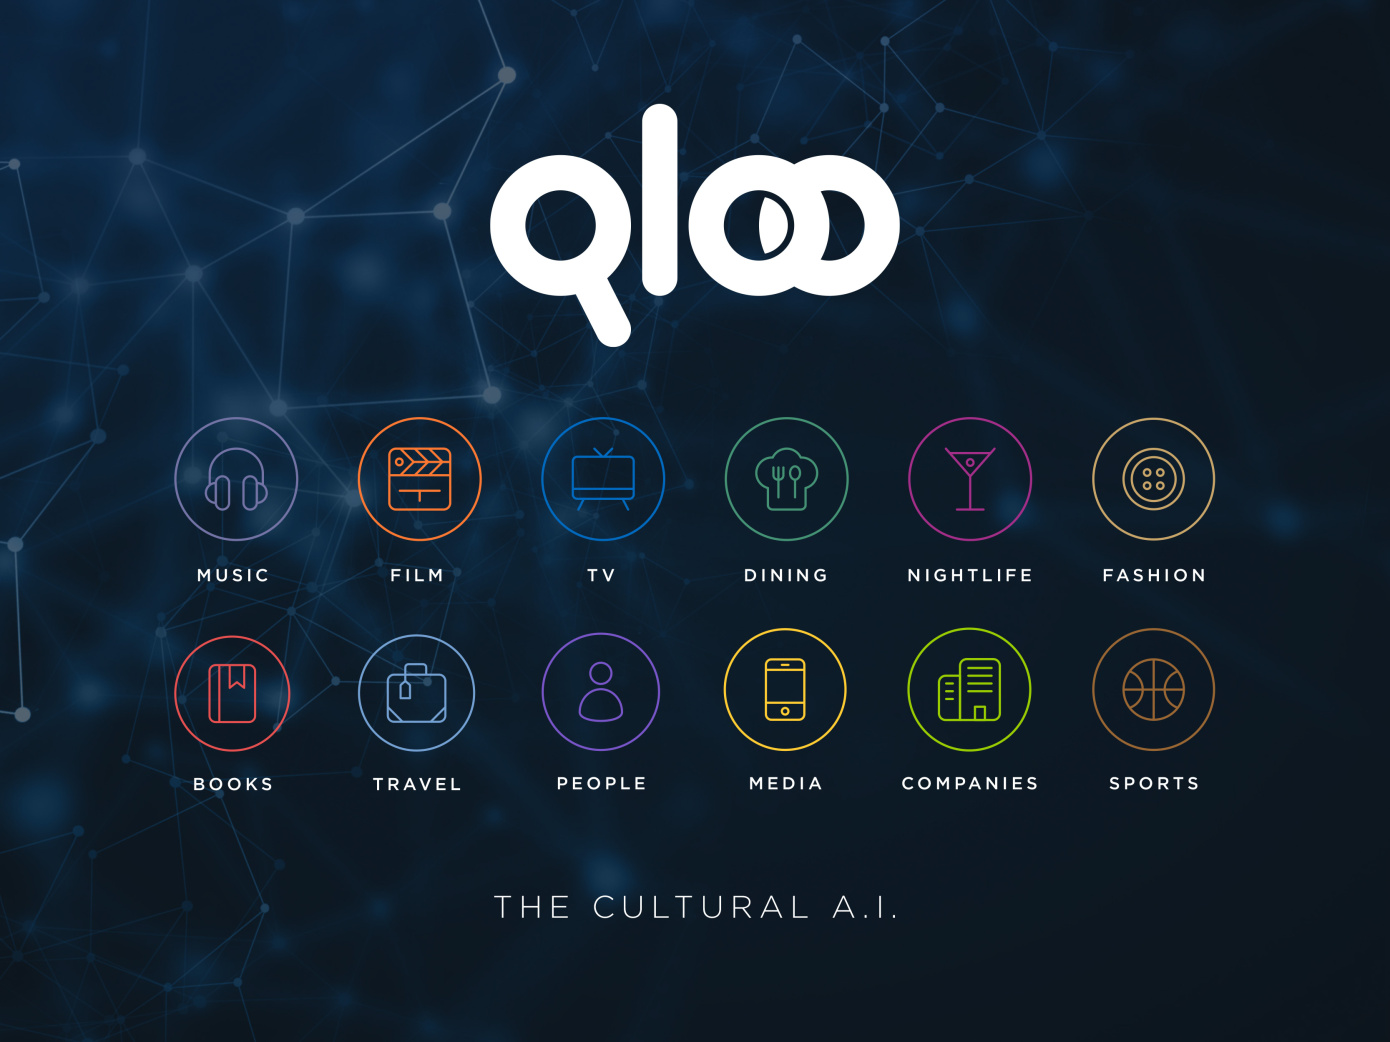 qloo
MUSIC FILM TV DINING NIGHTLIFE FASHION
BOOKS TRAVEL PEOPLE MEDIA COMPANIES SPORTS
THE CULTURAL A.I.